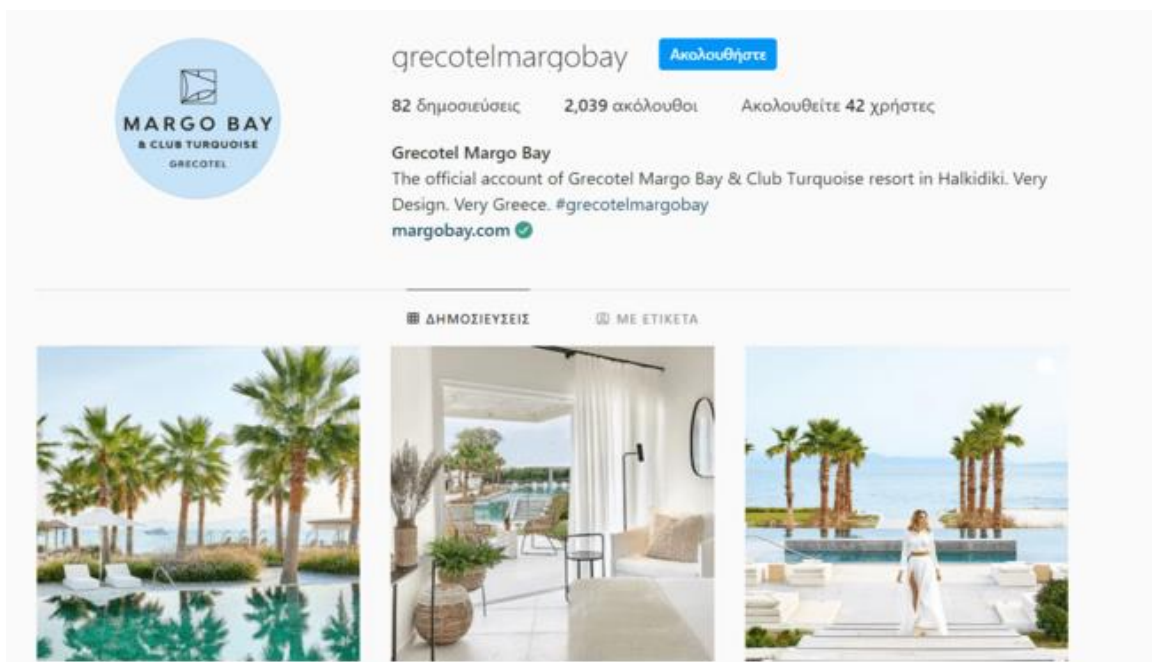 MARGO BAY
& CLUB TURQUOISE
GRECOTEL
grecotelmargobay
Ακολουθήστε
82 δημοσιεύσεις 2,039 ακόλουθοι Ακολουθείτε 42 χρήστες
Grecotel Margo Bay
The official account of Grecotel Margo Bay & Club Turquoise resort in Halkidiki. Very
Design. Very Greece. #grecotelmargobay
margobay.com
ΔΗΜΟΣΙΕΥΣΕΙΣ ΜΕ ΕΤΙΚΕΤΑ